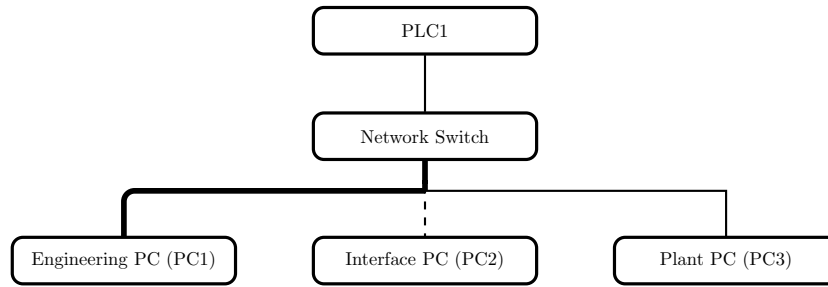 PLC1
Network Switch
Engineering PC (PC1)
Interface PC (PC2)
Plant PC (PC3)